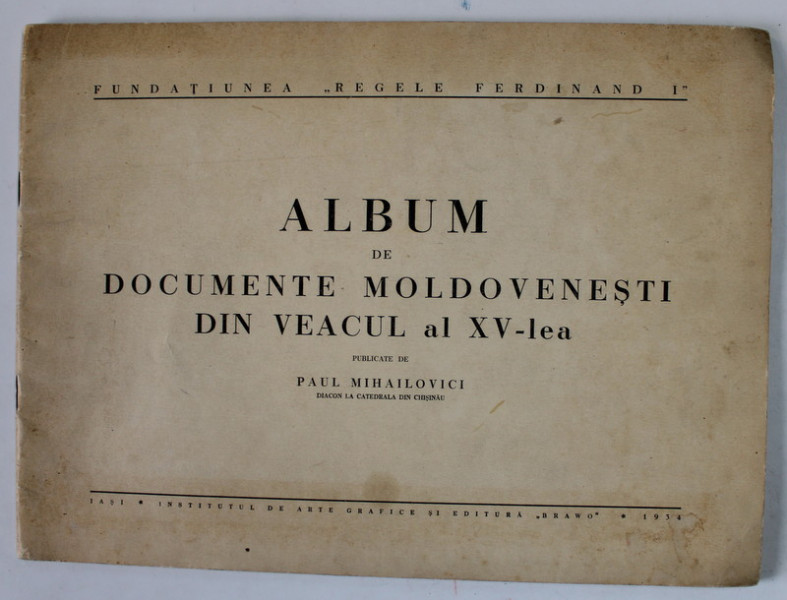 FUNDAȚIUNEA „REGELE FERDINAND I"
ALBUM
DE
DOCUMENTE MOLDOVENEȘTI
DIN VEACUL al XV-lea
PUBLICATE DE
PAUL MIHAILOVICI
DIACON LA CATEDRALA DIN CHIȘINĂU
IAȘI * INSTITUTUL DE ARTE GRAFICE ȘI EDITURĂ „BRAWO" * 1934